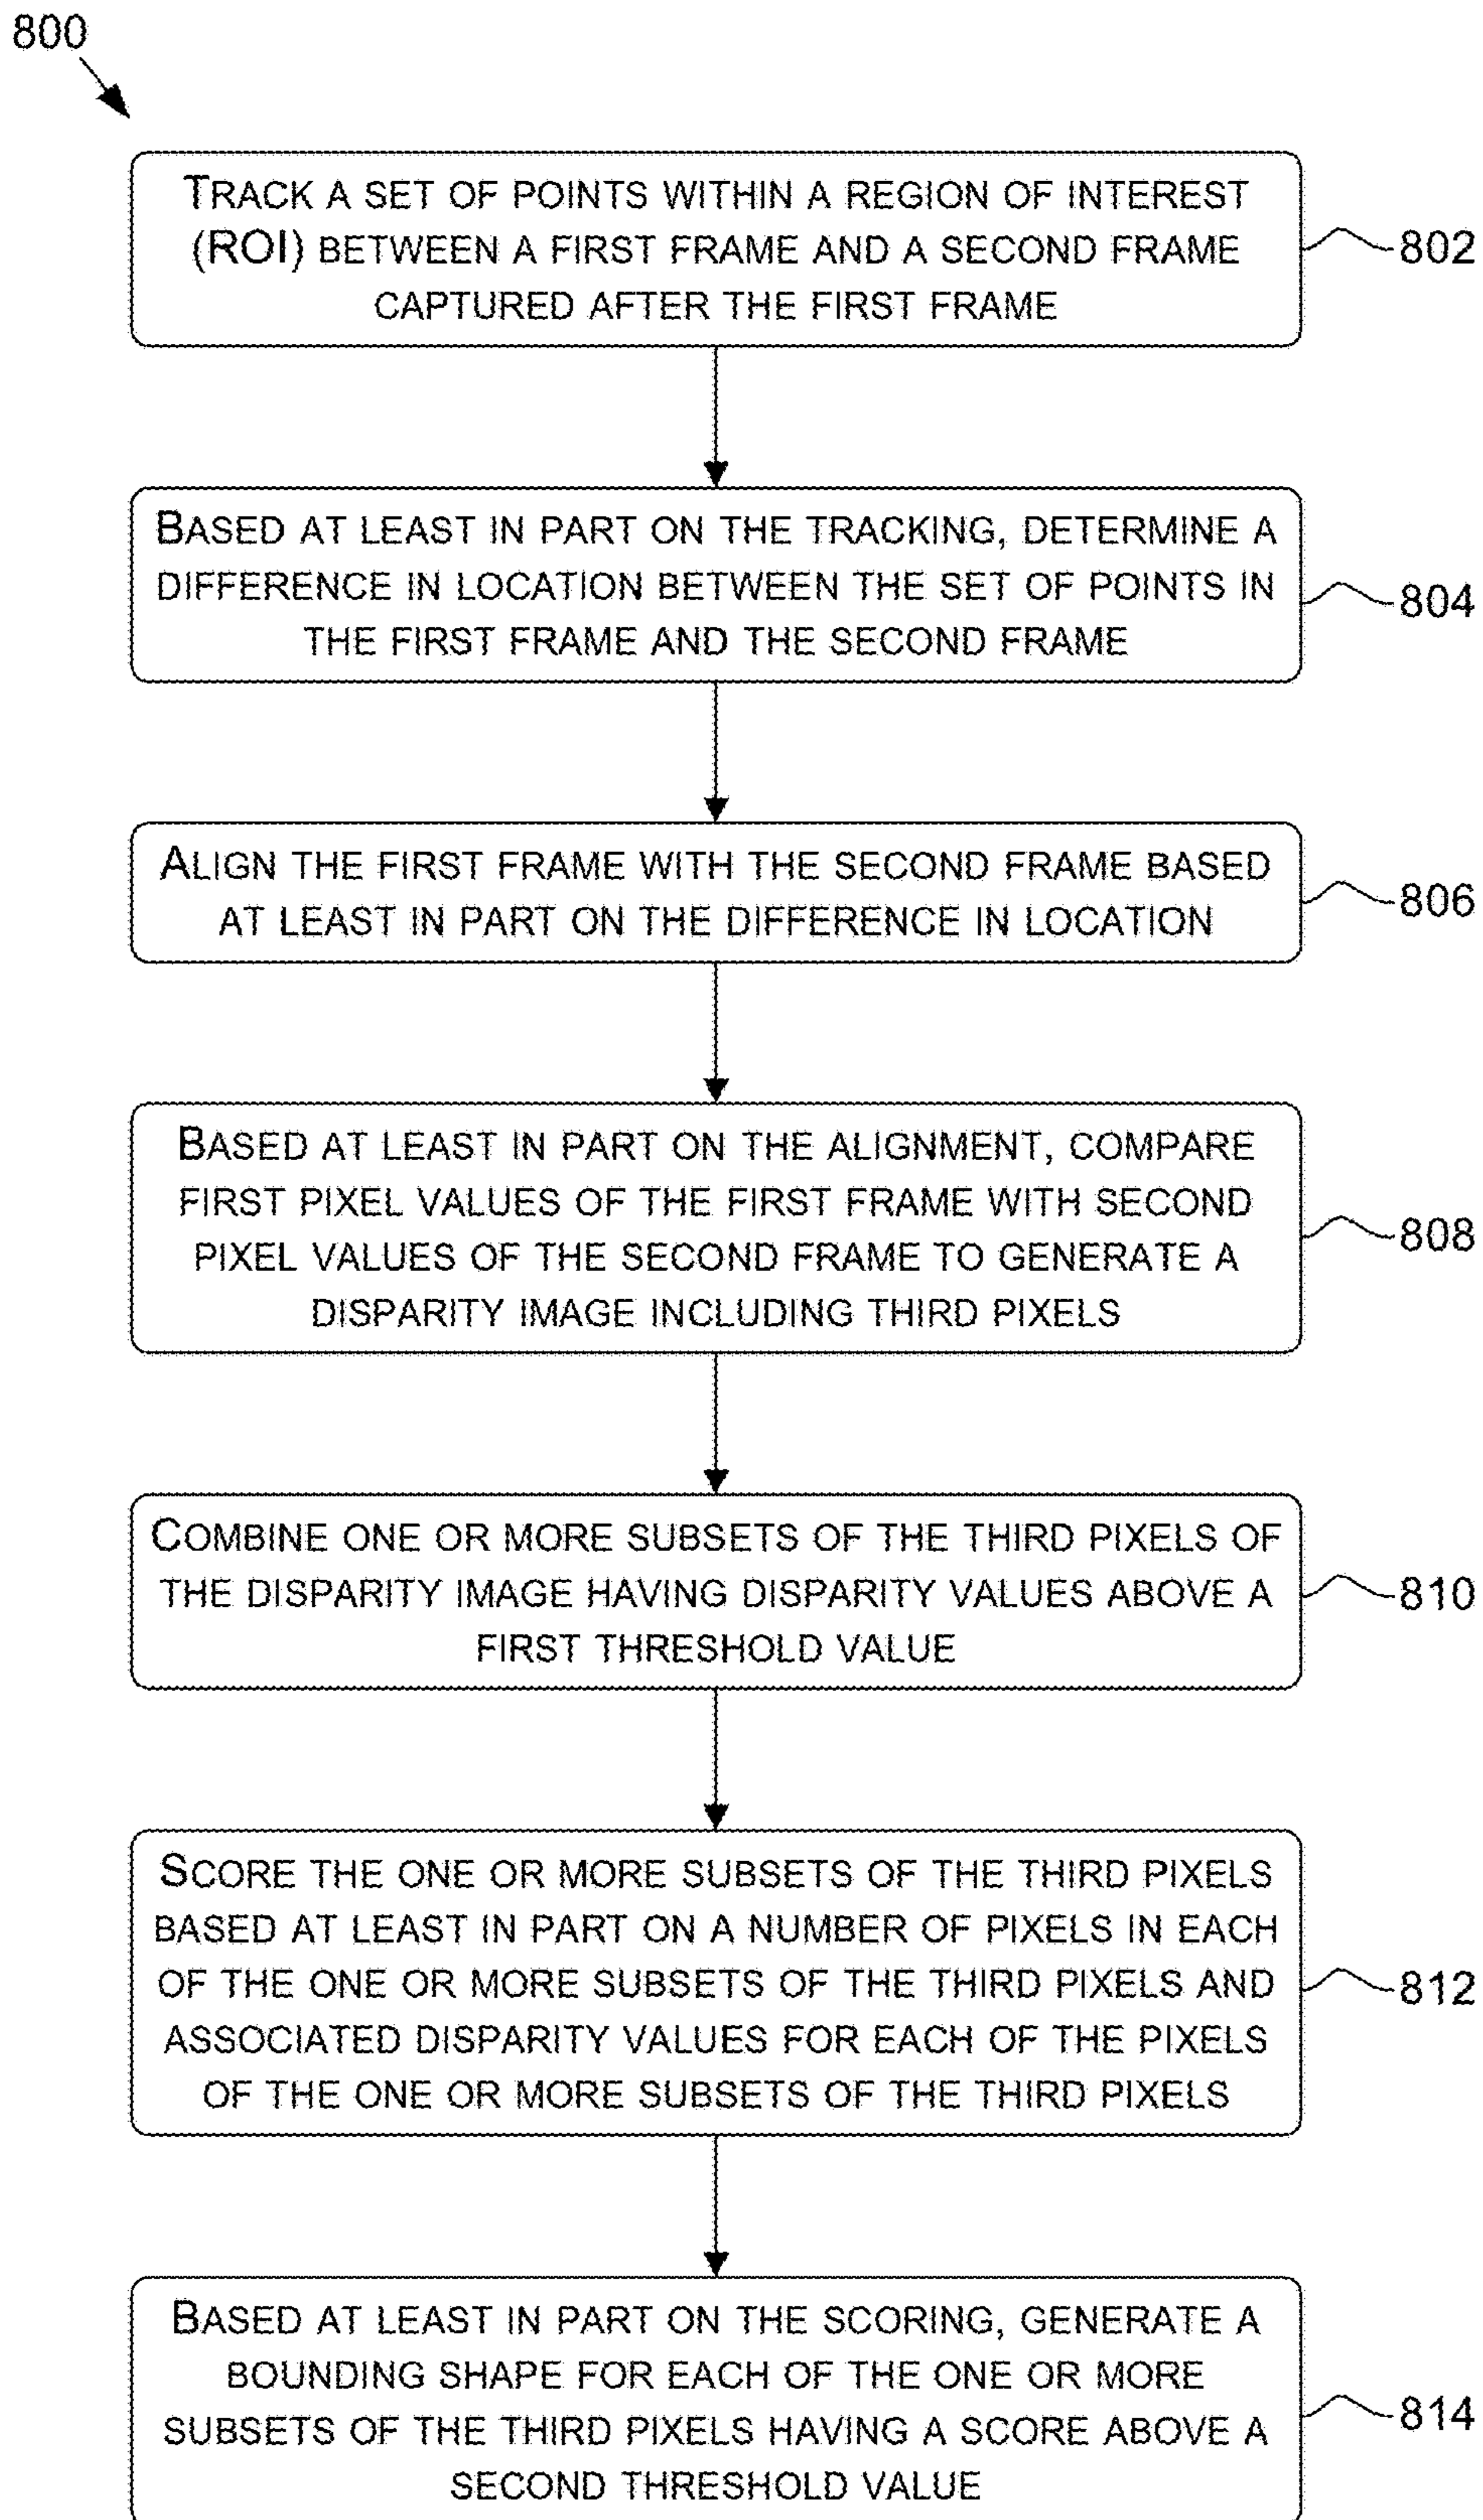 800
TRACK A SET OF POINTS WITHIN A REGION OF INTEREST
(ROI) BETWEEN A FIRST FRAME AND A SECOND FRAME
CAPTURED AFTER THE FIRST FRAME
802
BASED AT LEAST IN PART ON THE TRACKING, DETERMINE A
DIFFERENCE IN LOCATION BETWEEN THE SET OF POINTS IN
THE FIRST FRAME AND THE SECOND FRAME
804
ALIGN THE FIRST FRAME WITH THE SECOND FRAME BASED
AT LEAST IN PART ON THE DIFFERENCE IN LOCATION
806
BASED AT LEAST IN PART ON THE ALIGNMENT, COMPARE
FIRST PIXEL VALUES OF THE FIRST FRAME WITH SECOND
PIXEL VALUES OF THE SECOND FRAME TO GENERATE A
DISPARITY IMAGE INCLUDING THIRD PIXELS
808
COMBINE ONE OR MORE SUBSETS OF THE THIRD PIXELS OF
THE DISPARITY IMAGE HAVING DISPARITY VALUES ABOVE A
FIRST THRESHOLD VALUE
810
SCORE THE ONE OR MORE SUBSETS OF THE THIRD PIXELS
BASED AT LEAST IN PART ON A NUMBER OF PIXELS IN EACH
OF THE ONE OR MORE SUBSETS OF THE THIRD PIXELS AND
ASSOCIATED DISPARITY VALUES FOR EACH OF THE PIXELS
OF THE ONE OR MORE SUBSETS OF THE THIRD PIXELS
812
BASED AT LEAST IN PART ON THE SCORING, GENERATE A
BOUNDING SHAPE FOR EACH OF THE ONE OR MORE
SUBSETS OF THE THIRD PIXELS HAVING A SCORE ABOVE A
SECOND THRESHOLD VALUE
814